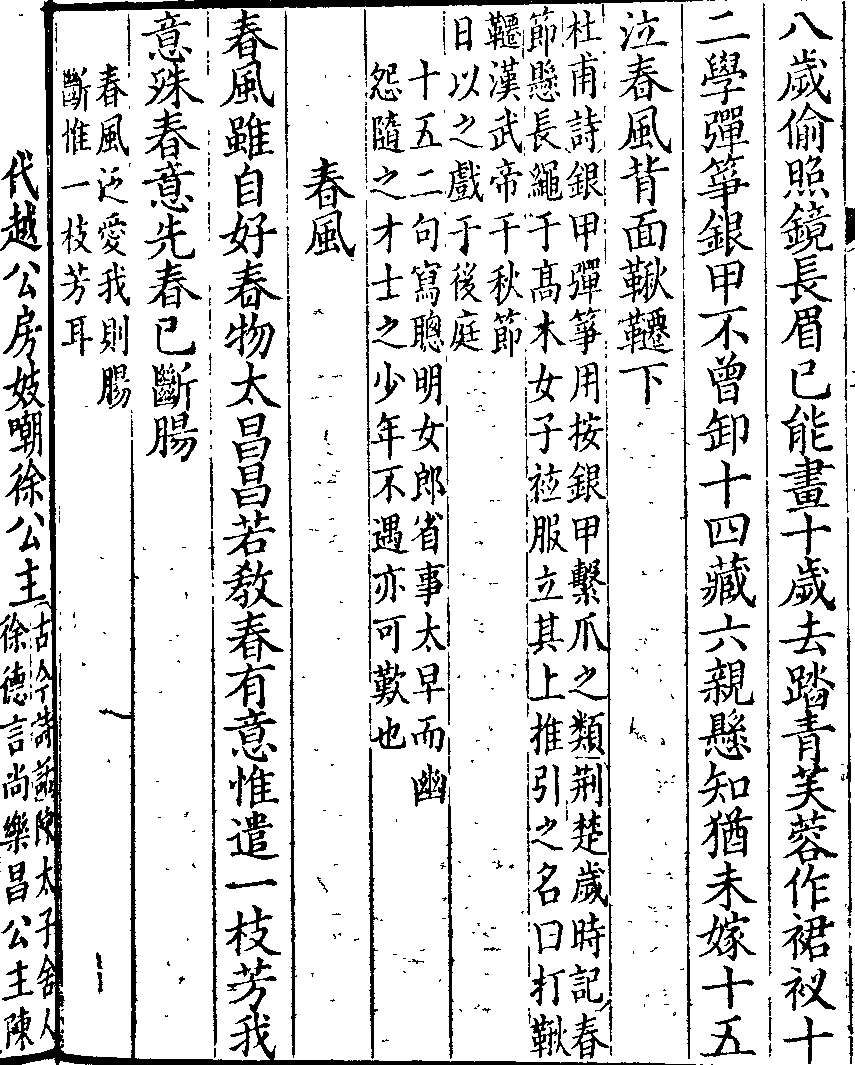 八歲偷照鏡長眉已能畫十歲去踏青芙蓉作裙衩十
二學彈筝銀甲不曾卸十四藏六親懸知猶未嫁十五
泣春風背面鞦韆下
杜甫詩銀甲彈筝用按銀甲繫爪之類荆楚歲時記春
節懸長繩于髙木女子袨服立其上推引之名曰打鞦
韆漢武帝千秋節
日以之戲于後庭
十五二句寫聰明女郎省事太早而幽
怨隨之才士之少年不遇亦可歎也
春風
春風雖自好春物太昌昌若教春有意惟遣一枝芳我
意殊春意先春已斷腸
春風泛愛我則腸
斷惟一枝芳耳
代越公房妓嘲徐公主
古今詩話陳太子舍人
徐德言尚樂昌公主陳